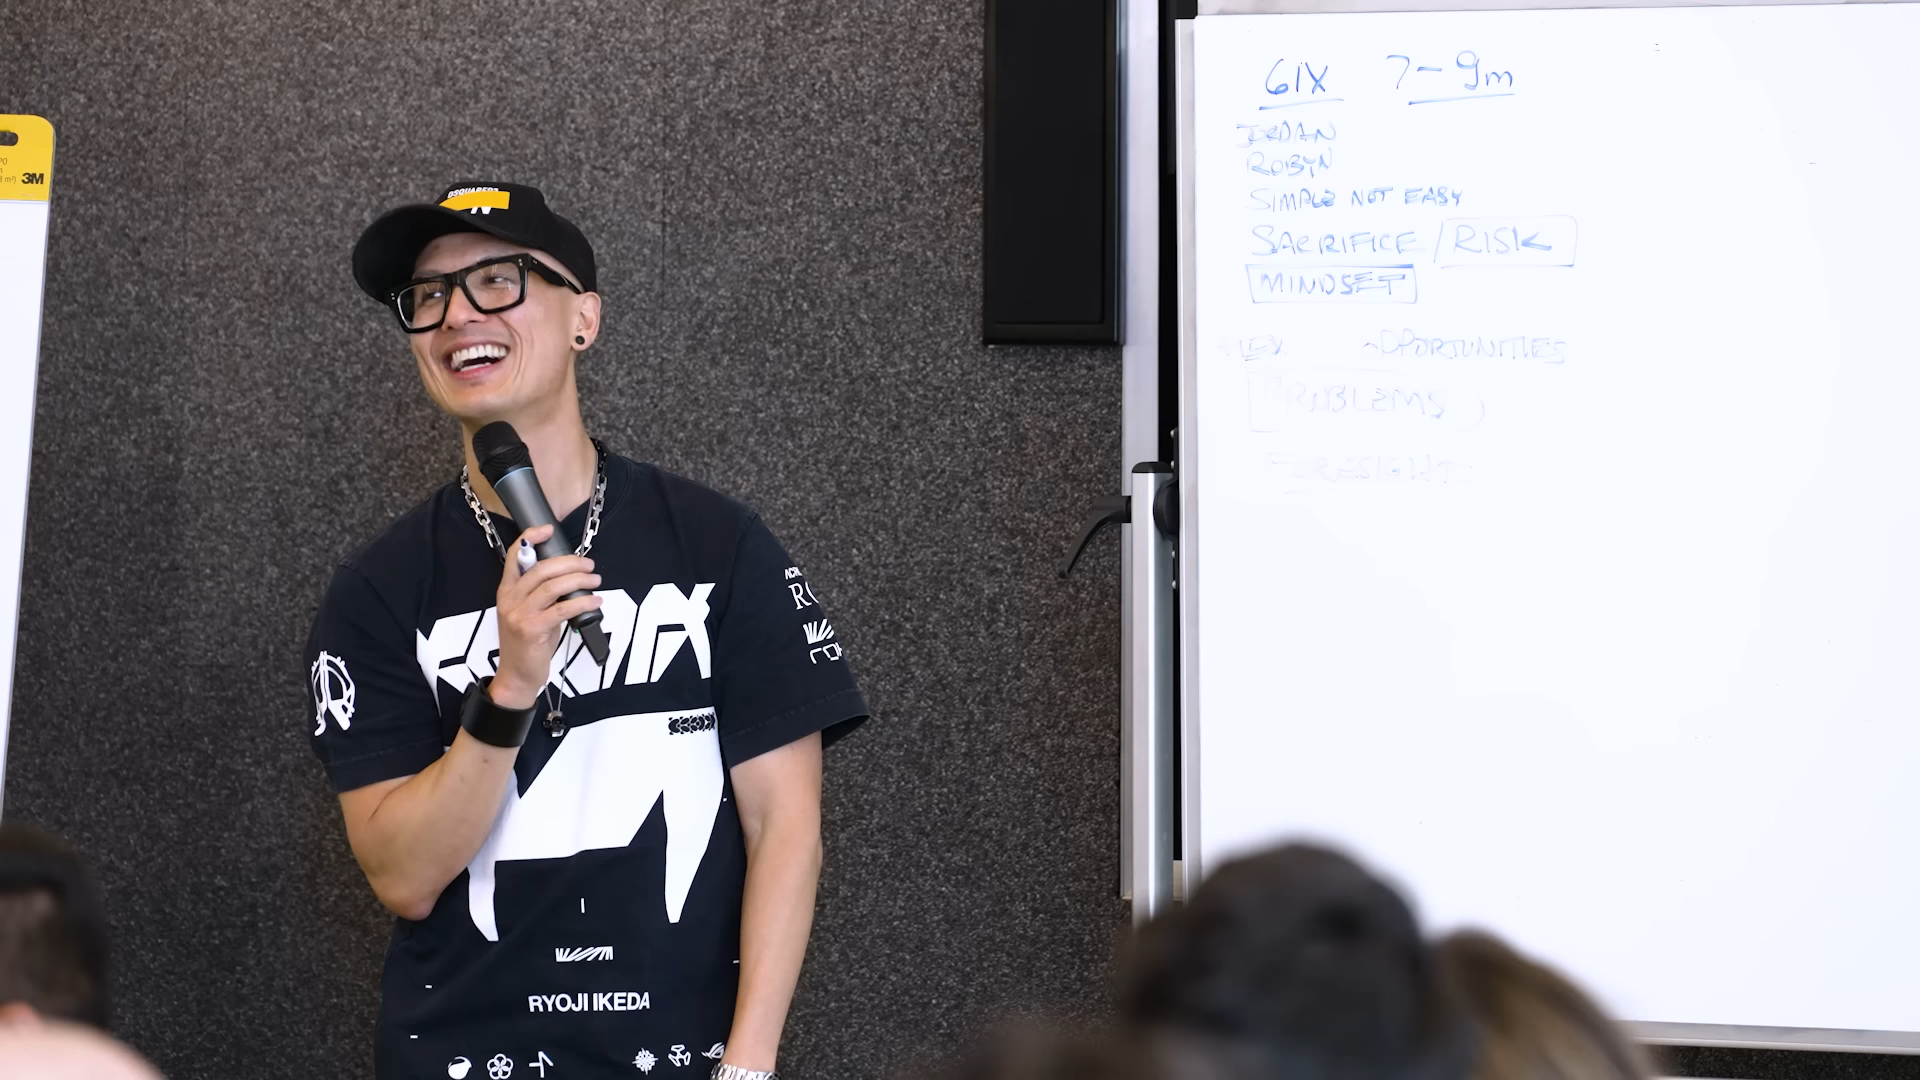 3M
DSQUARED2
RYOJI IKEDA
6IX 7-9m
JORDAN
ROBYN
SIMPLE NOT EASY
SACRIFICE / RISK
MINDSET
OPPORTUNITIES
PROBLEMS
FORESIGHT